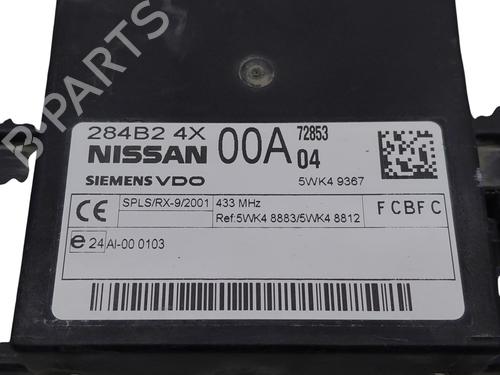 284B2 4X 00A 72853
NISSAN 04
SIEMENS VDO 5WK4 9367
CE SPLS/RX-9/2001 433 MHz FCBFC
Ref:5WK4 8883/5WK4 8812
e 24 AI-00 0103
B-PARTS